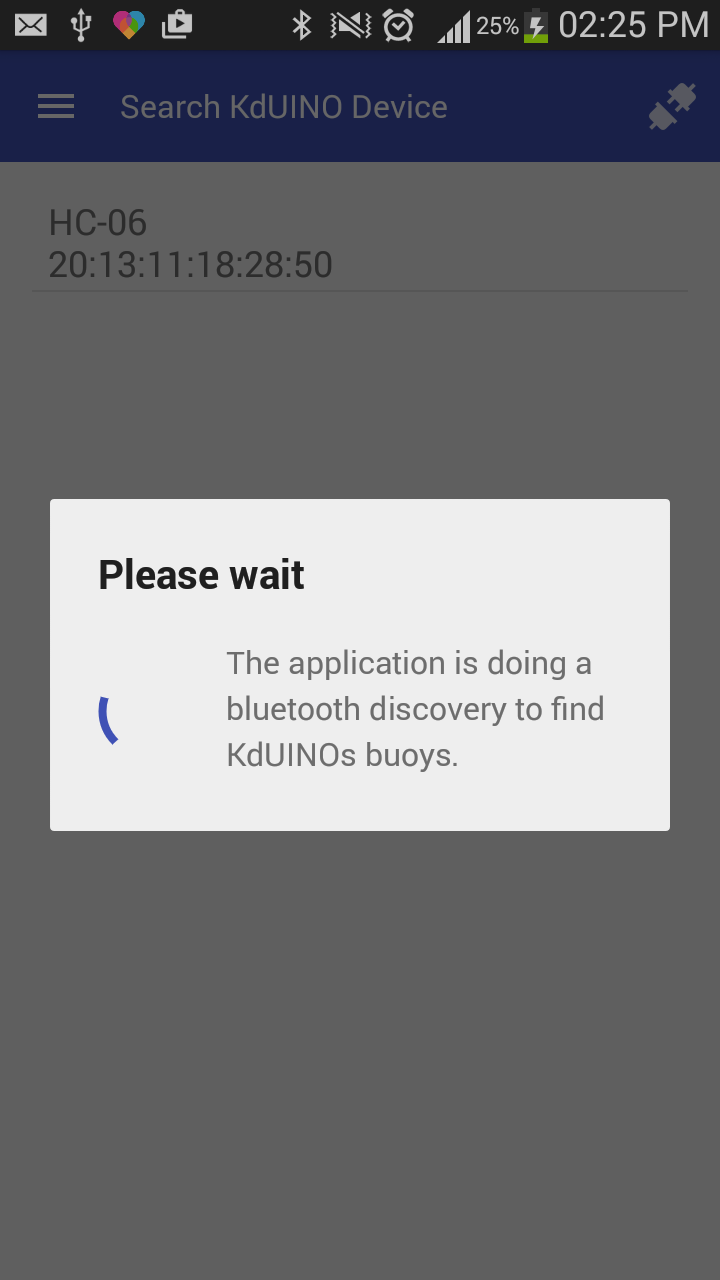 25% 02:25 PM
Search KdUINO Device
HC-06
20:13:11:18:28:50
Please wait
The application is doing a
bluetooth discovery to find
KdUINOs buoys.